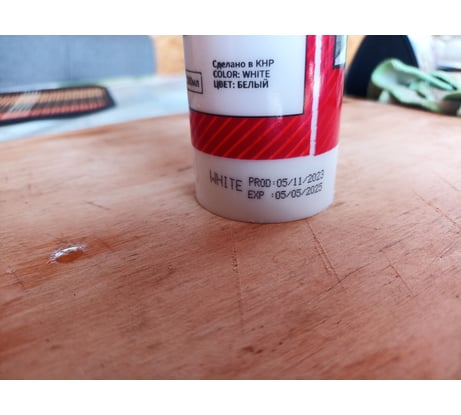 Сделано в КНР
COLOR: WHITE
ЦВЕТ: БЕЛЫЙ
WHITE PROD:05/11/2023
EXP :05/05/2025